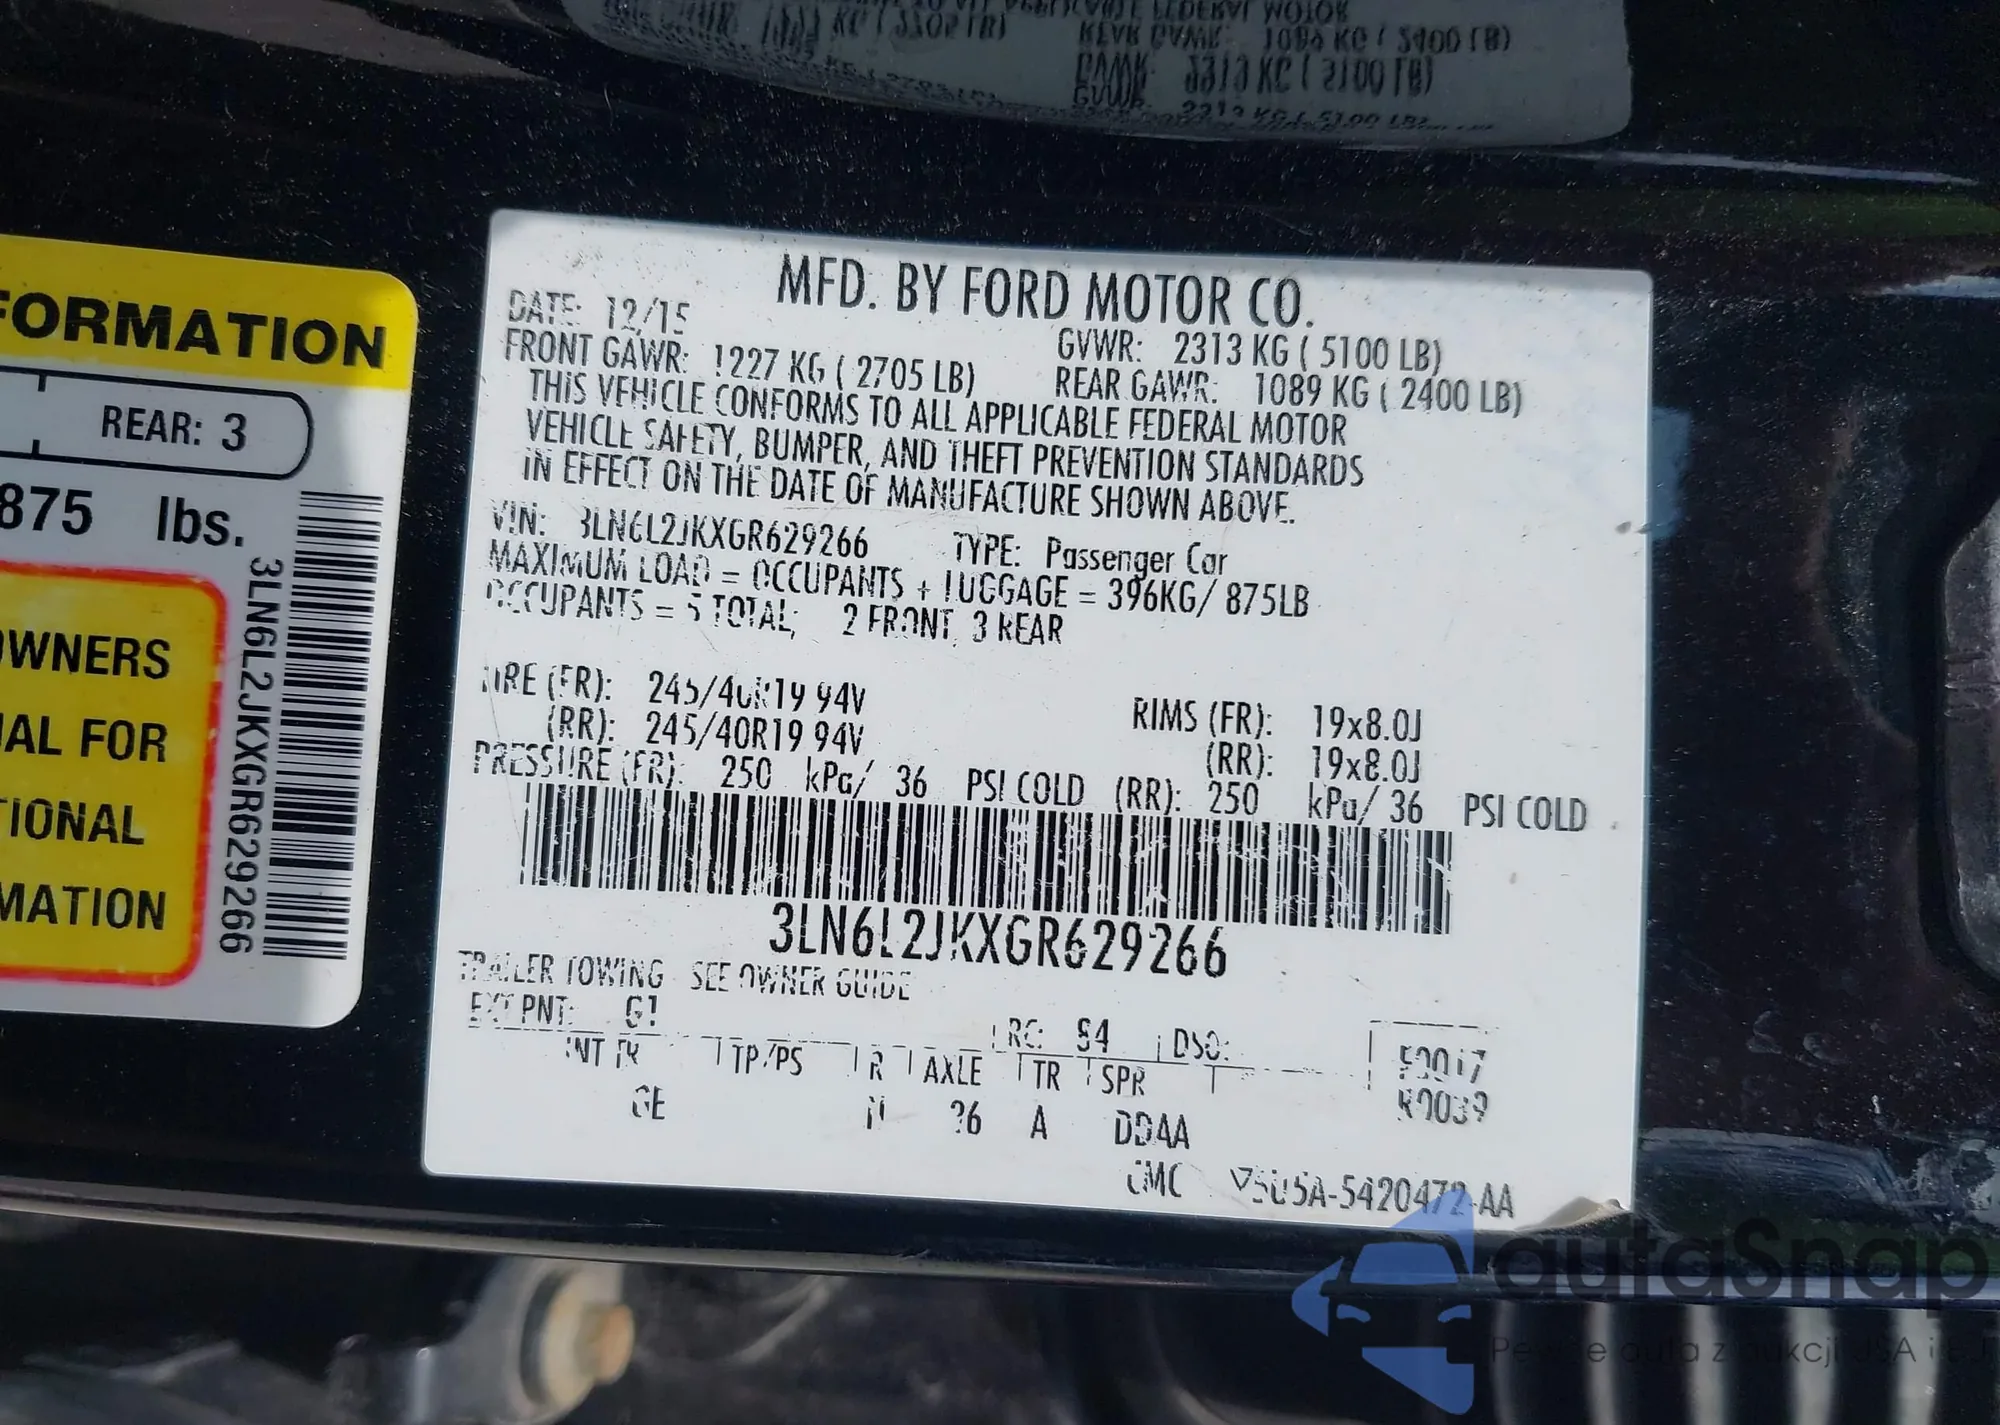 FORMATION
REAR: 3
875 lbs.
3LN6L2JKXGR629266
OWNERS
AL FOR
TIONAL
MATION
MFD. BY FORD MOTOR CO.
DATE: 12/15
GVWR: 2313 KG ( 5100 LB)
FRONT GAWR: 1227 KG ( 2705 LB)
REAR GAWR: 1089 KG ( 2400 LB)
THIS VEHICLE CONFORMS TO ALL APPLICABLE FEDERAL MOTOR
VEHICLE SAFETY, BUMPER, AND THEFT PREVENTION STANDARDS
IN EFFECT ON THE DATE OF MANUFACTURE SHOWN ABOVE.
VIN: 3LN6L2JKXGR629266 TYPE: Passenger Car
MAXIMUM LOAD = OCCUPANTS + LUGGAGE = 396KG/ 875LB
OCCUPANTS = 5 TOTAL; 2 FRONT, 3 REAR
TIRE (FR): 245/40R19 94V RIMS (FR): 19x8.0J
(RR): 245/40R19 94V (RR): 19x8.0J
PRESSURE (FR): 250 kPa/ 36 PSI COLD (RR): 250 kPa/ 36 PSI COLD
3LN6L2JKXGR629266
TRAILER TOWING SEE OWNER GUIDE
EXT PNT: G1 RC: 84 DSO:
INT TR TP/PS R AXLE TR SPR
A DD4A
autaSnap